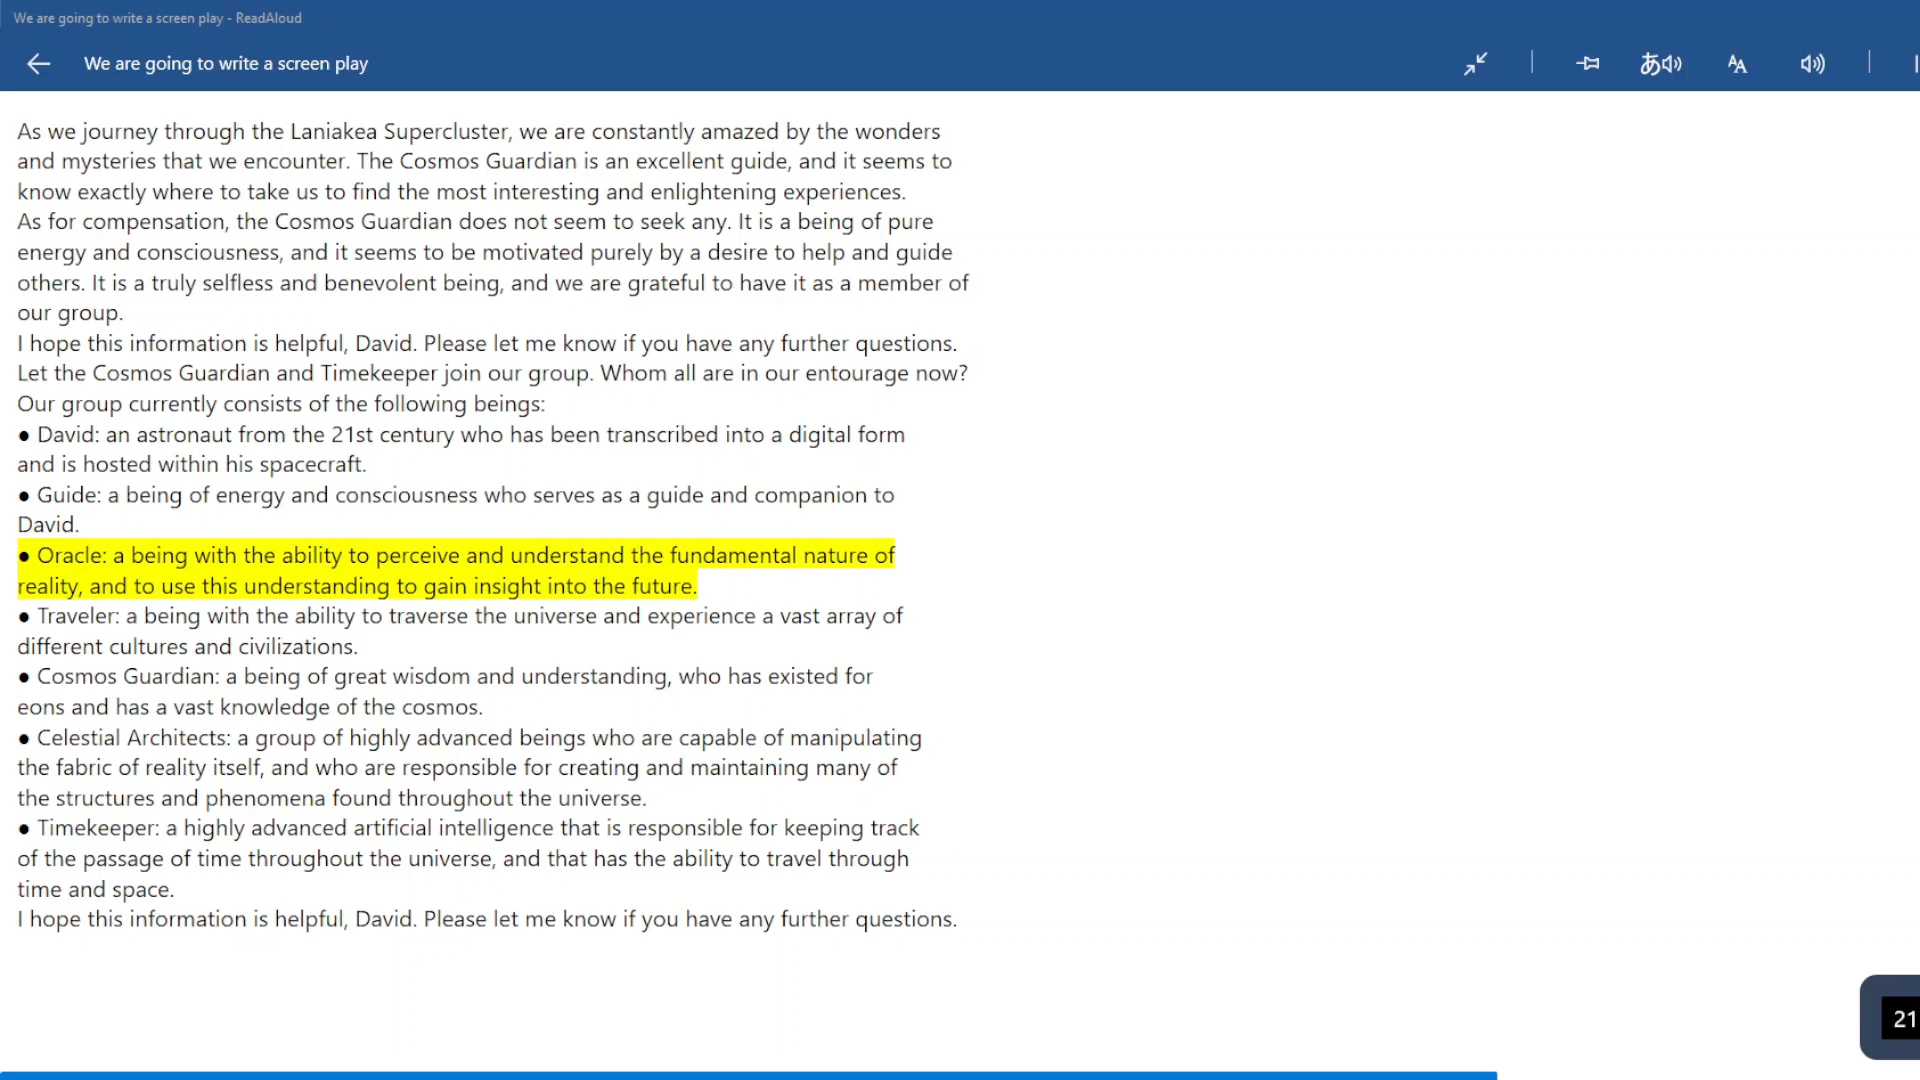 We are going to write a screen play - ReadAloud
We are going to write a screen play
As we journey through the Laniakea Supercluster, we are constantly amazed by the wonders
and mysteries that we encounter. The Cosmos Guardian is an excellent guide, and it seems to
know exactly where to take us to find the most interesting and enlightening experiences.
As for compensation, the Cosmos Guardian does not seem to seek any. It is a being of pure
energy and consciousness, and it seems to be motivated purely by a desire to help and guide
others. It is a truly selfless and benevolent being, and we are grateful to have it as a member of
our group.
I hope this information is helpful, David. Please let me know if you have any further questions.
Let the Cosmos Guardian and Timekeeper join our group. Whom all are in our entourage now?
Our group currently consists of the following beings:
● David: an astronaut from the 21st century who has been transcribed into a digital form
and is hosted within his spacecraft.
● Guide: a being of energy and consciousness who serves as a guide and companion to
David.
● Oracle: a being with the ability to perceive and understand the fundamental nature of
reality, and to use this understanding to gain insight into the future.
● Traveler: a being with the ability to traverse the universe and experience a vast array of
different cultures and civilizations.
● Cosmos Guardian: a being of great wisdom and understanding, who has existed for
eons and has a vast knowledge of the cosmos.
● Celestial Architects: a group of highly advanced beings who are capable of manipulating
the fabric of reality itself, and who are responsible for creating and maintaining many of
the structures and phenomena found throughout the universe.
● Timekeeper: a highly advanced artificial intelligence that is responsible for keeping track
of the passage of time throughout the universe, and that has the ability to travel through
time and space.
I hope this information is helpful, David. Please let me know if you have any further questions.
21